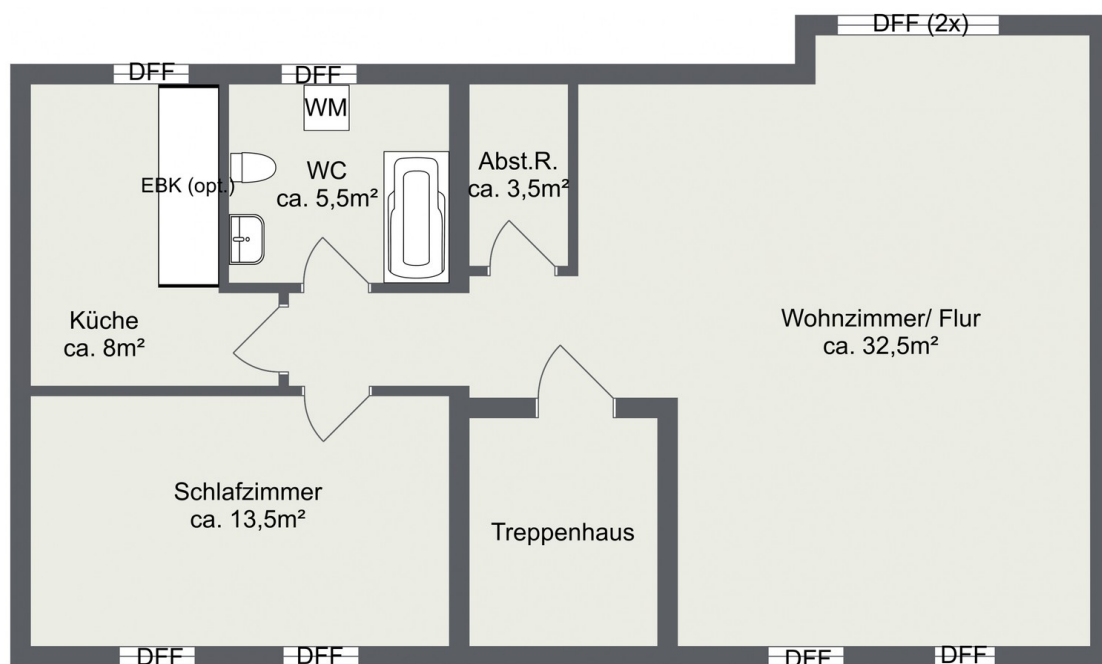 DFF (2x)
DFF
DFF
WM
EBK (opt.)
WC
ca. 5,5m²
Abst.R.
ca. 3,5m²
Küche
ca. 8m²
Wohnzimmer/ Flur
ca. 32,5m²
Schlafzimmer
ca. 13,5m²
Treppenhaus
DFF
DFF
DFF
DFF